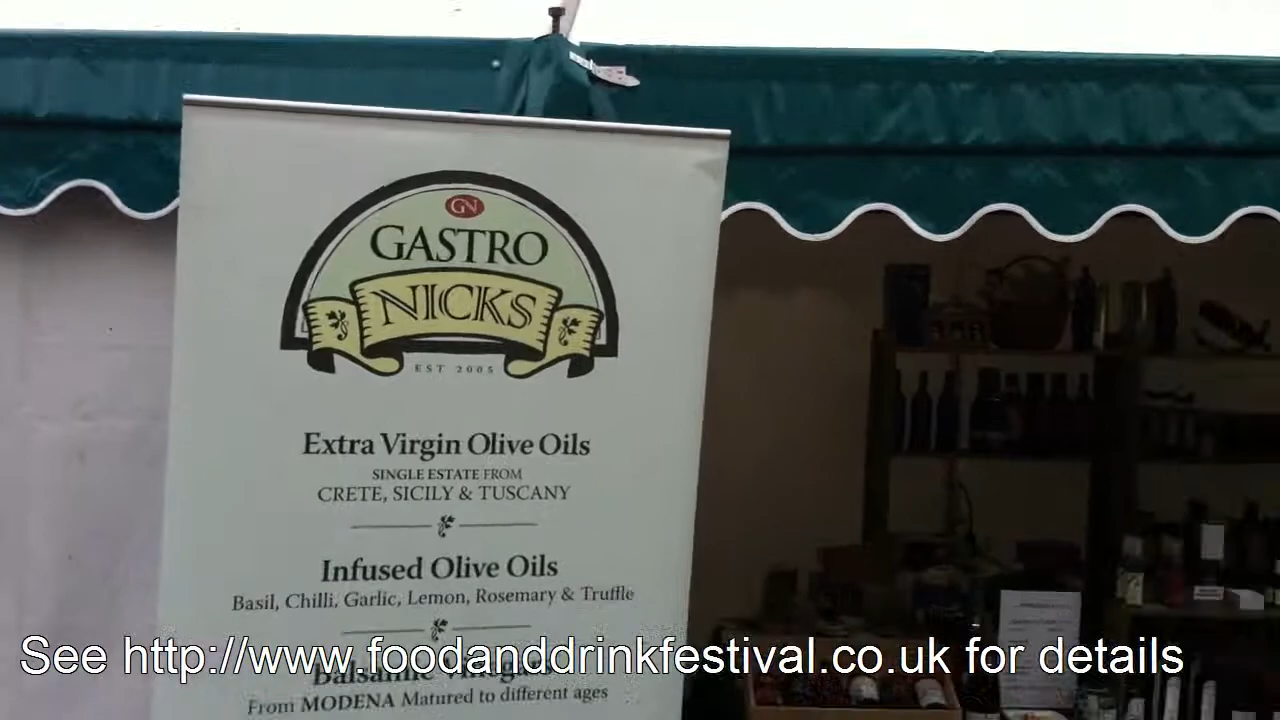 GN
GASTRO
NICKS
EST 2005
Extra Virgin Olive Oils
SINGLE ESTATE FROM
CRETE, SICILY & TUSCANY
Infused Olive Oils
Basil, Chilli, Garlic, Lemon, Rosemary & Truffle
See http://www.foodanddrinkfestival.co.uk for details
Balsamic Vinegars
From MODENA Matured to different ages